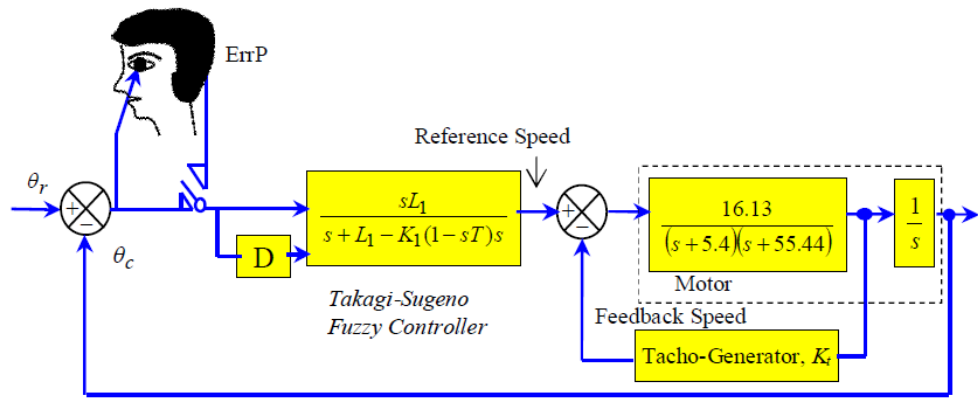 ErrP
Reference Speed
θr
+
−
θc
sL1
s + L1 − K1(1 − sT)s
D
Takagi-Sugeno
Fuzzy Controller
+
−
16.13
(s + 5.4)(s + 55.44)
Motor
1
s
Feedback Speed
Tacho-Generator, Kt